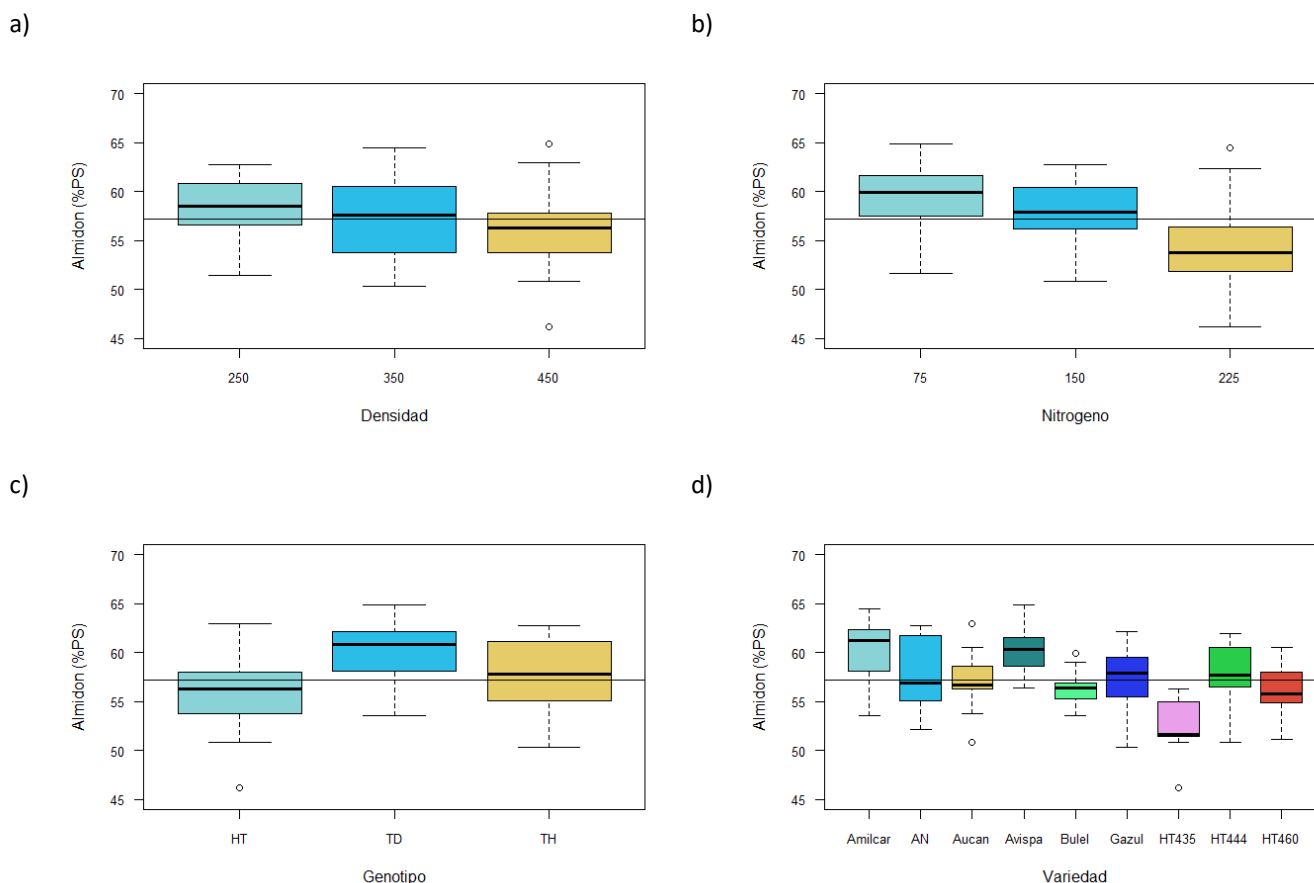 a)
b)
70
65
60
55
50
45
Almidon (%PS)
250 350 450
Densidad
70
65
60
55
50
45
Almidon (%PS)
75 150 225
Nitrogeno
c)
d)
70
65
60
55
50
45
Almidon (%PS)
HT TD TH
Genotipo
70
65
60
55
50
45
Almidon (%PS)
Amilcar AN Aucan Avispa Bulel Gazul HT435 HT444 HT460
Variedad